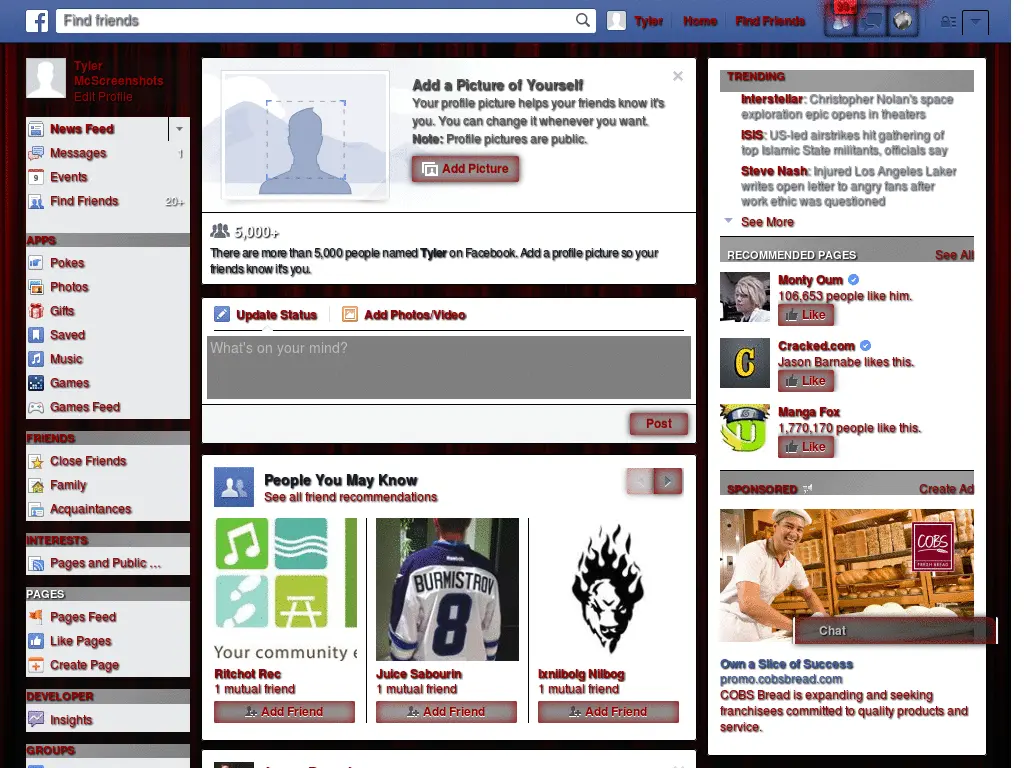 Find friends
Tyler
Home
Find Friends
Tyler
McScreenshots
Edit Profile
News Feed
Messages
1
Events
9
Find Friends
20+
APPS
Pokes
Photos
Gifts
Saved
Music
Games
Games Feed
FRIENDS
Close Friends
Family
Acquaintances
INTERESTS
Pages and Public ...
PAGES
Pages Feed
Like Pages
Create Page
DEVELOPER
Insights
GROUPS
Add a Picture of Yourself
Your profile picture helps your friends know it's
you. You can change it whenever you want.
Note: Profile pictures are public.
Add Picture
5,000+
There are more than 5,000 people named Tyler on Facebook. Add a profile picture so your
friends know it's you.
Update Status
Add Photos/Video
What's on your mind?
Post
People You May Know
See all friend recommendations
Your community
Ritchot Rec
1 mutual friend
Add Friend
Reebok
BURMISTROV
8
Juice Sabourin
1 mutual friend
Add Friend
Ixnilbolg Nilbog
1 mutual friend
Add Friend
TRENDING
Interstellar: Christopher Nolan's space
exploration epic opens in theaters
ISIS: US-led airstrikes hit gathering of
top Islamic State militants, officials say
Steve Nash: Injured Los Angeles Laker
writes open letter to angry fans after
work ethic was questioned
See More
RECOMMENDED PAGES
See All
Monty Oum
106,653 people like him.
Like
Cracked.com
Jason Barnabe likes this.
Like
Manga Fox
1,770,170 people like this.
Like
SPONSORED
Create Ad
COBS
FRESH BREAD
Chat
Own a Slice of Success
promo.cobsbread.com
COBS Bread is expanding and seeking
franchisees committed to quality products and
service.